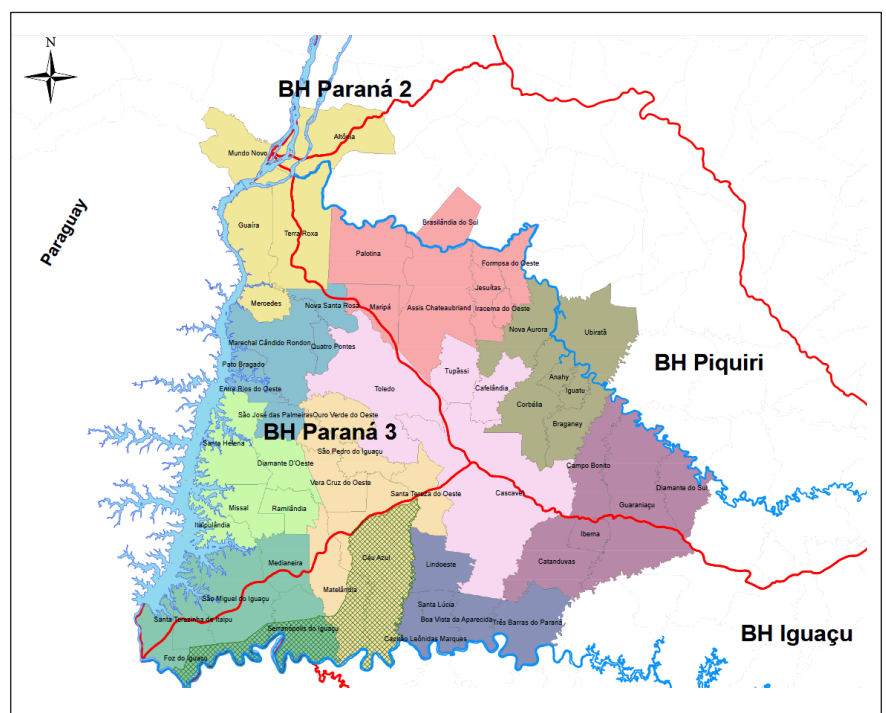 N
BH Paraná 2
Altônia
Mundo Novo
Paraguay
Brasilândia do Sul
Guaíra
Terra Roxa
Palotina
Formosa do Oeste
Jesuítas
Mercedes
Nova Santa Rosa
Maripá
Assis Chateaubriand
Iracema do Oeste
Nova Aurora
Ubiratã
Marechal Cândido Rondon
Quatro Pontes
BH Piquiri
Pato Bragado
Tupãssi
Anahy
Entre Rios do Oeste
Toledo
Cafelândia
Iguatu
Corbélia
São José das Palmeiras
Ouro Verde do Oeste
Braganey
BH Paraná 3
Santa Helena
São Pedro do Iguaçu
Diamante D'Oeste
Campo Bonito
Vera Cruz do Oeste
Diamante do Sul
Santa Tereza do Oeste
Cascavel
Missal
Ramilândia
Guaraniaçu
Itaipulândia
Ibema
Céu Azul
Medianeira
Lindoeste
Catanduvas
Matelândia
São Miguel do Iguaçu
Santa Lúcia
Santa Terezinha de Itaipu
Boa Vista da Aparecida
Três Barras do Paraná
Serranópolis do Iguaçu
BH Iguaçu
Capitão Leônidas Marques
Foz do Iguaçu